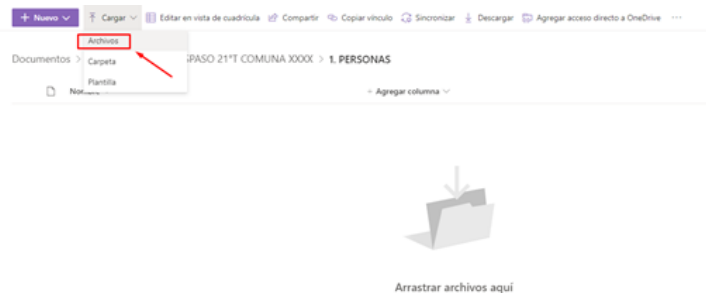 + Nuevo Cargar Editar en vista de cuadrícula Compartir Copiar vínculo Sincronizar Descargar Agregar acceso directo a OneDrive ...
Archivos
Documentos > SPASO 21°T COMUNA XXXX > 1. PERSONAS
Carpeta
Plantilla
+ Agregar columna
Arrastrar archivos aquí